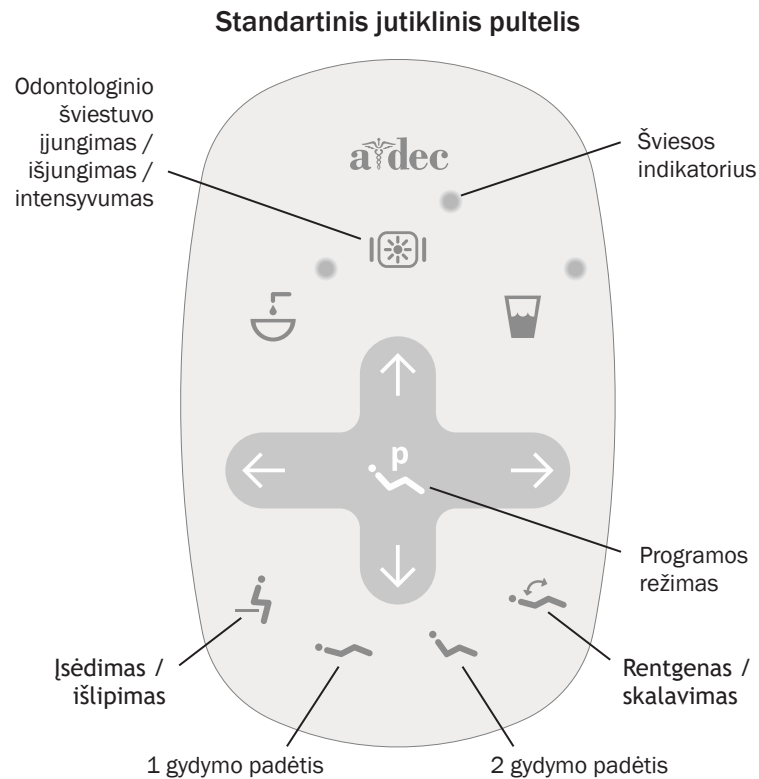 Standartinis jutiklinis pultelis
Odontologinio
šviestuvo
įjungimas /
išjungimas /
intensyvumas
a dec
Šviesos
indikatorius
p
Programos
režimas
Įsėdimas /
išlipimas
Rentgenas /
skalavimas
1 gydymo padėtis
2 gydymo padėtis